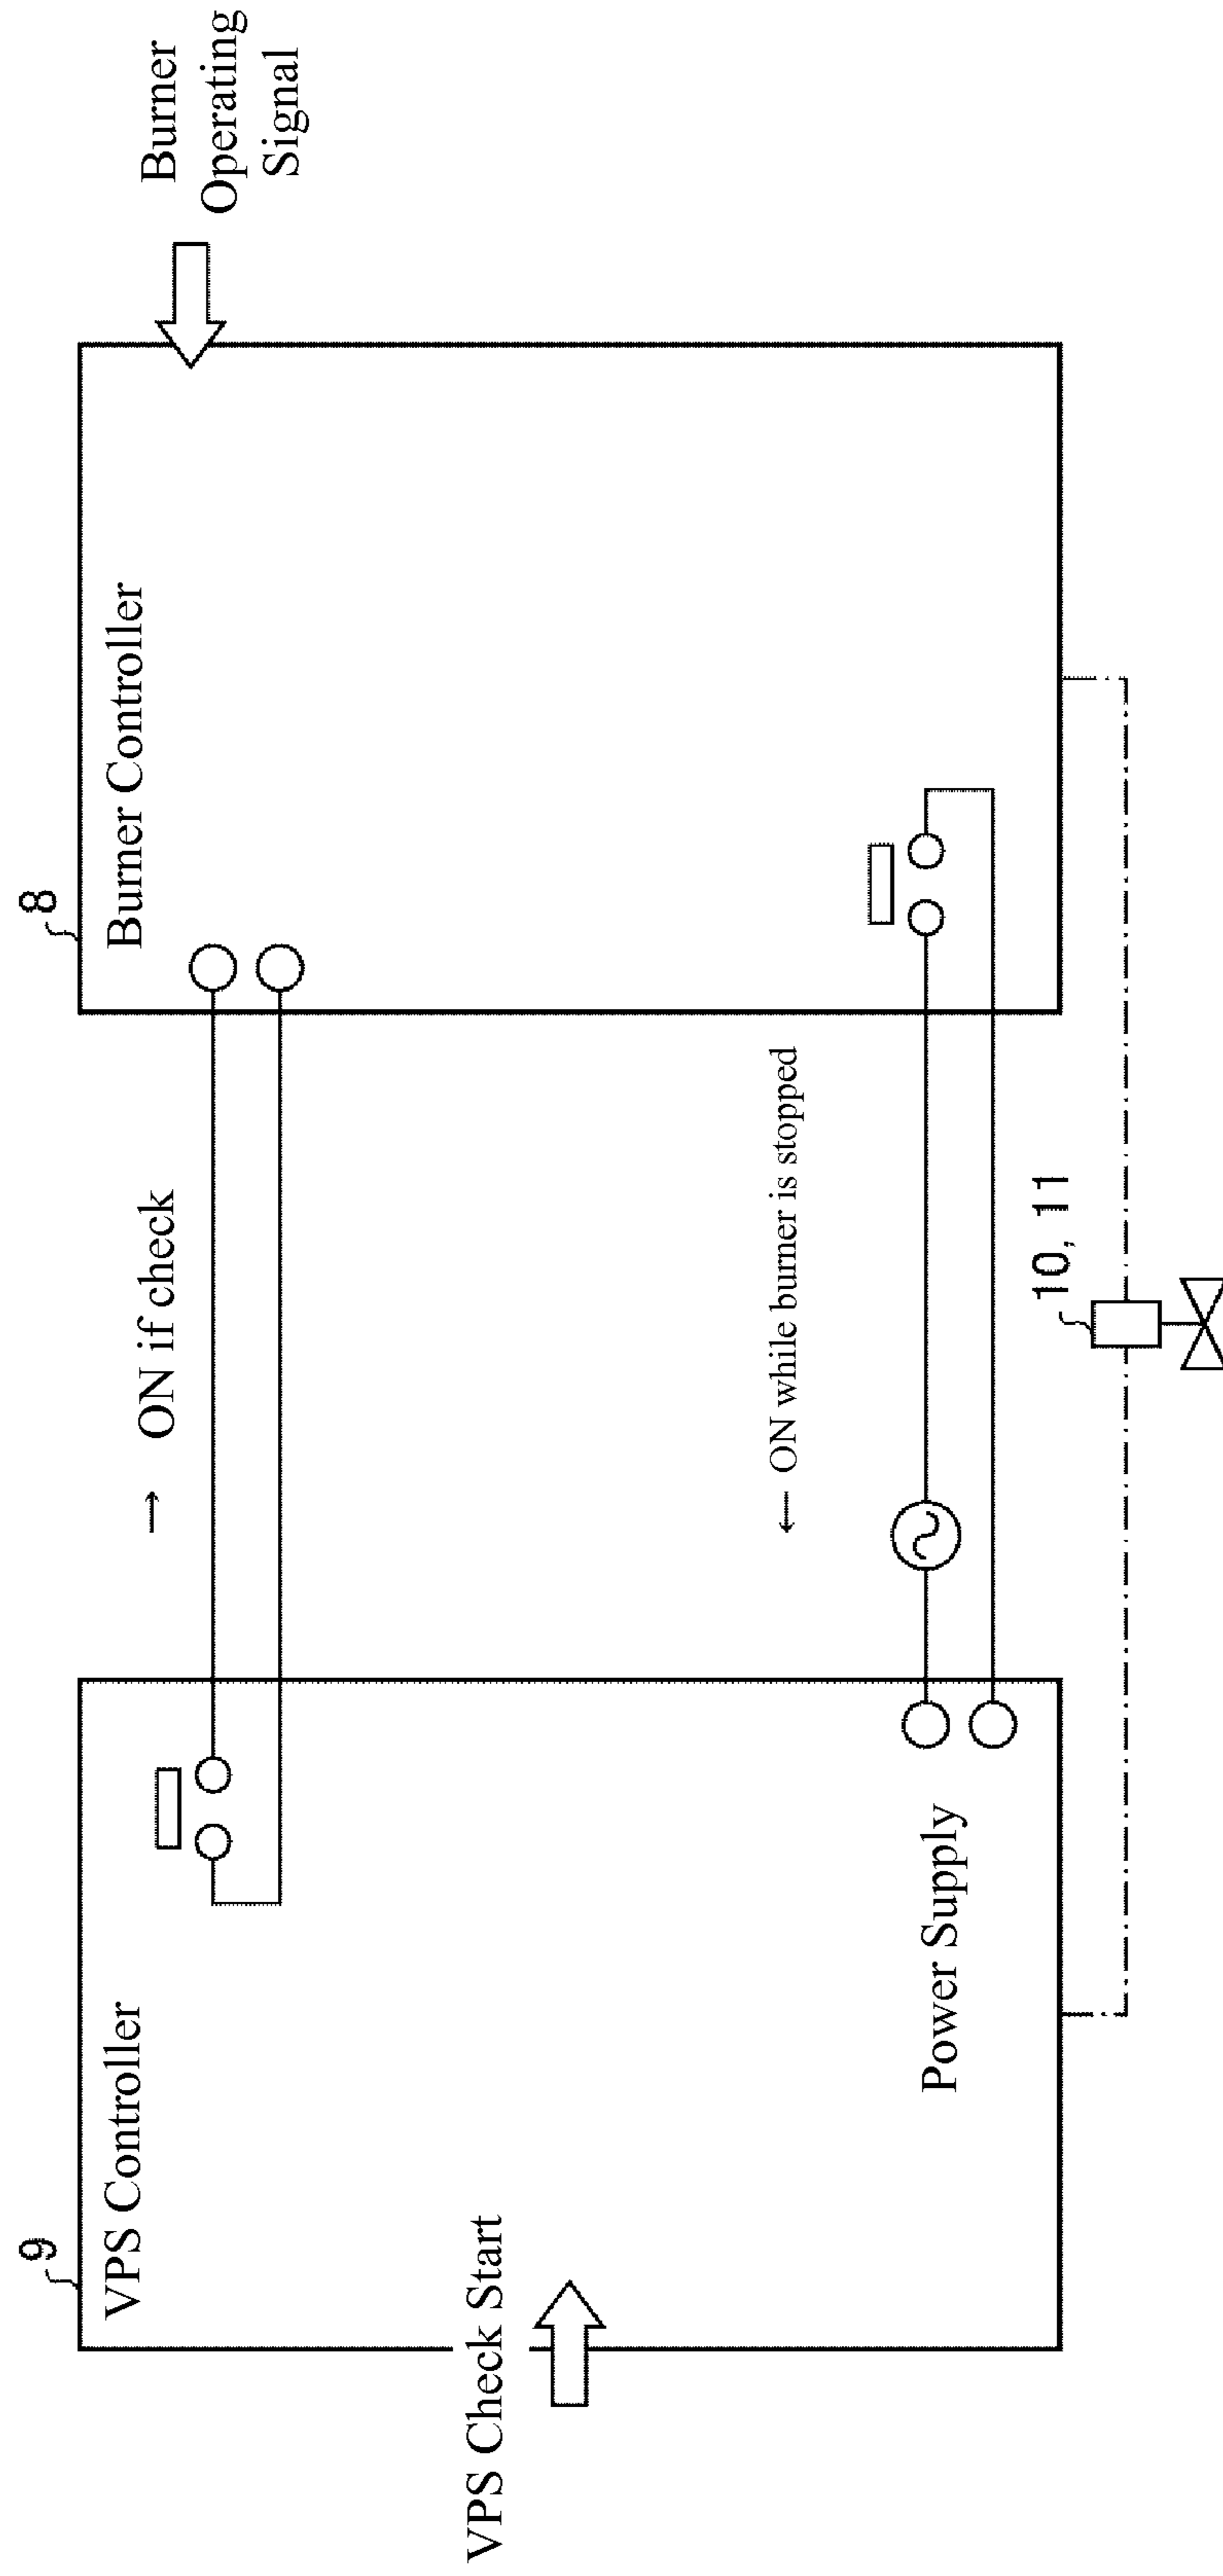 9
VPS Controller
→ ON if check
8
Burner Controller
Burner
Operating
Signal
VPS Check Start
← ON while burner is stopped
Power Supply
10, 11